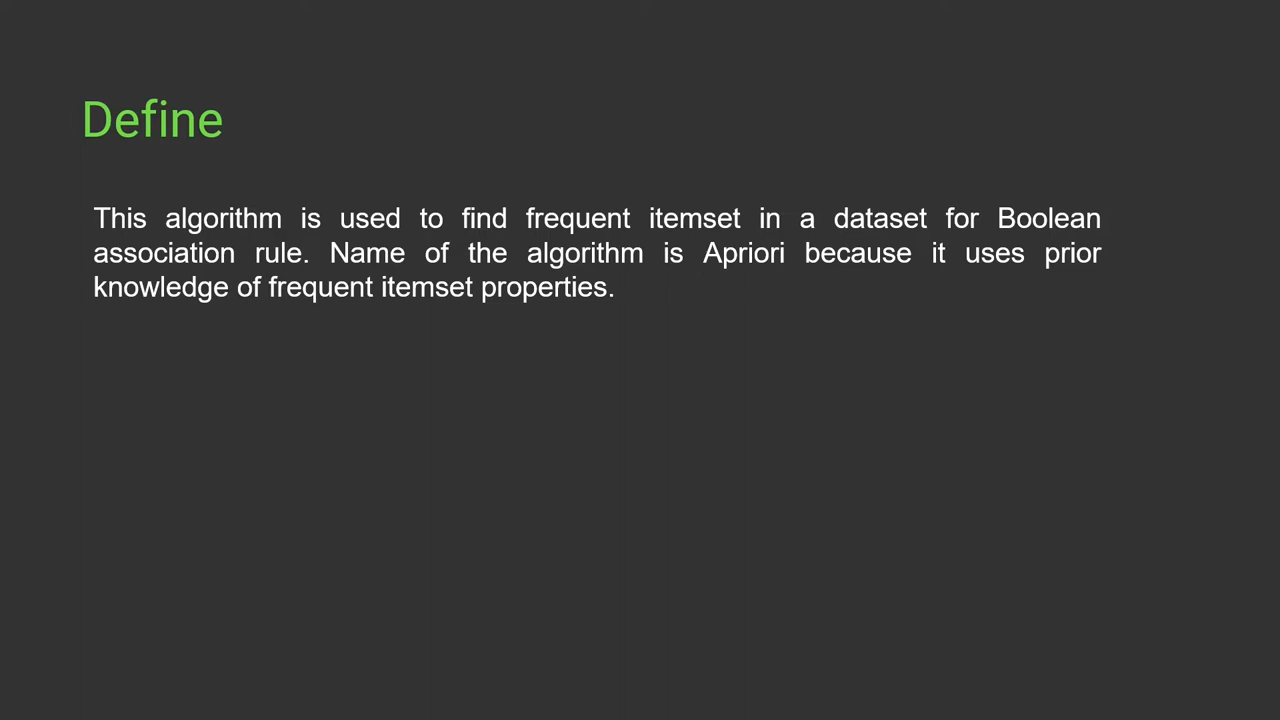 Define
This algorithm is used to find frequent itemset in a dataset for Boolean
association rule. Name of the algorithm is Apriori because it uses prior
knowledge of frequent itemset properties.